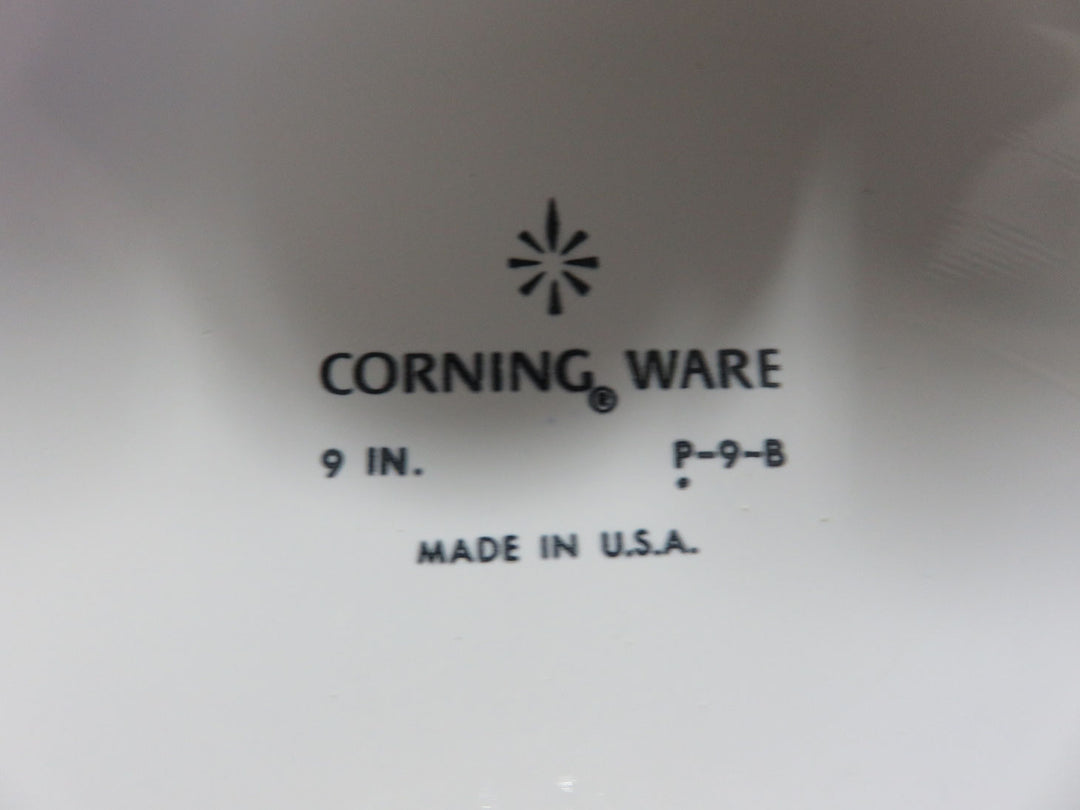 CORNING® WARE
9 IN. P-9-B
MADE IN U.S.A.